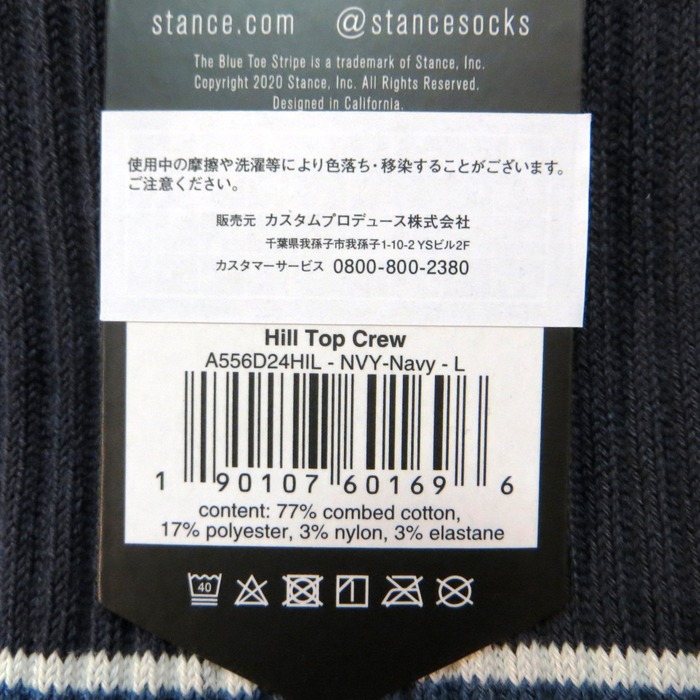 stance.com @stancesocks
The Blue Toe Stripe is a trademark of Stance, Inc.
Copyright 2020 Stance, Inc. All Rights Reserved.
Designed in California.
使用中の摩擦や洗濯等により色落ち・移染することがございます。
ご注意ください。
販売元 カスタムプロデュース株式会社
千葉県我孫子市我孫子1-10-2 YSビル2F
カスタマーサービス 0800-800-2380
Hill Top Crew
A556D24HIL - NVY-Navy - L
1 90107 60169 6
content: 77% combed cotton,
17% polyester, 3% nylon, 3% elastane
40